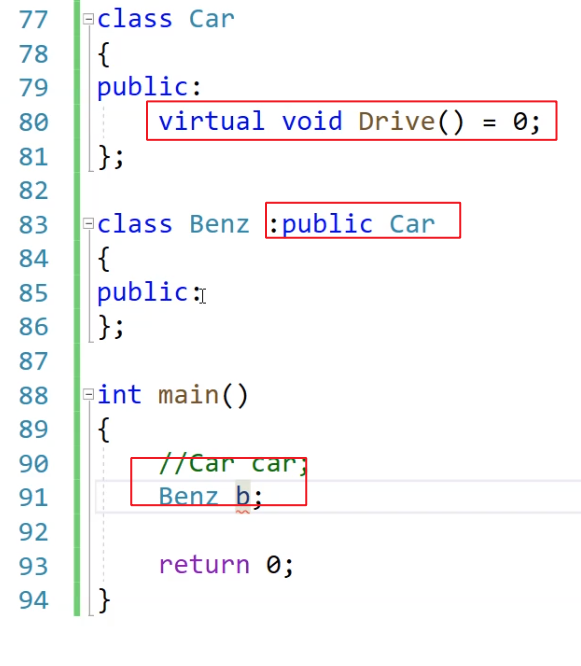 77 class Car
78 {
79 public:
80 virtual void Drive() = 0;
81 };
82
83 class Benz :public Car
84 {
85 public:
86 };
87
88 int main()
89 {
90 //Car car;
91 Benz b;
92
93 return 0;
94 }